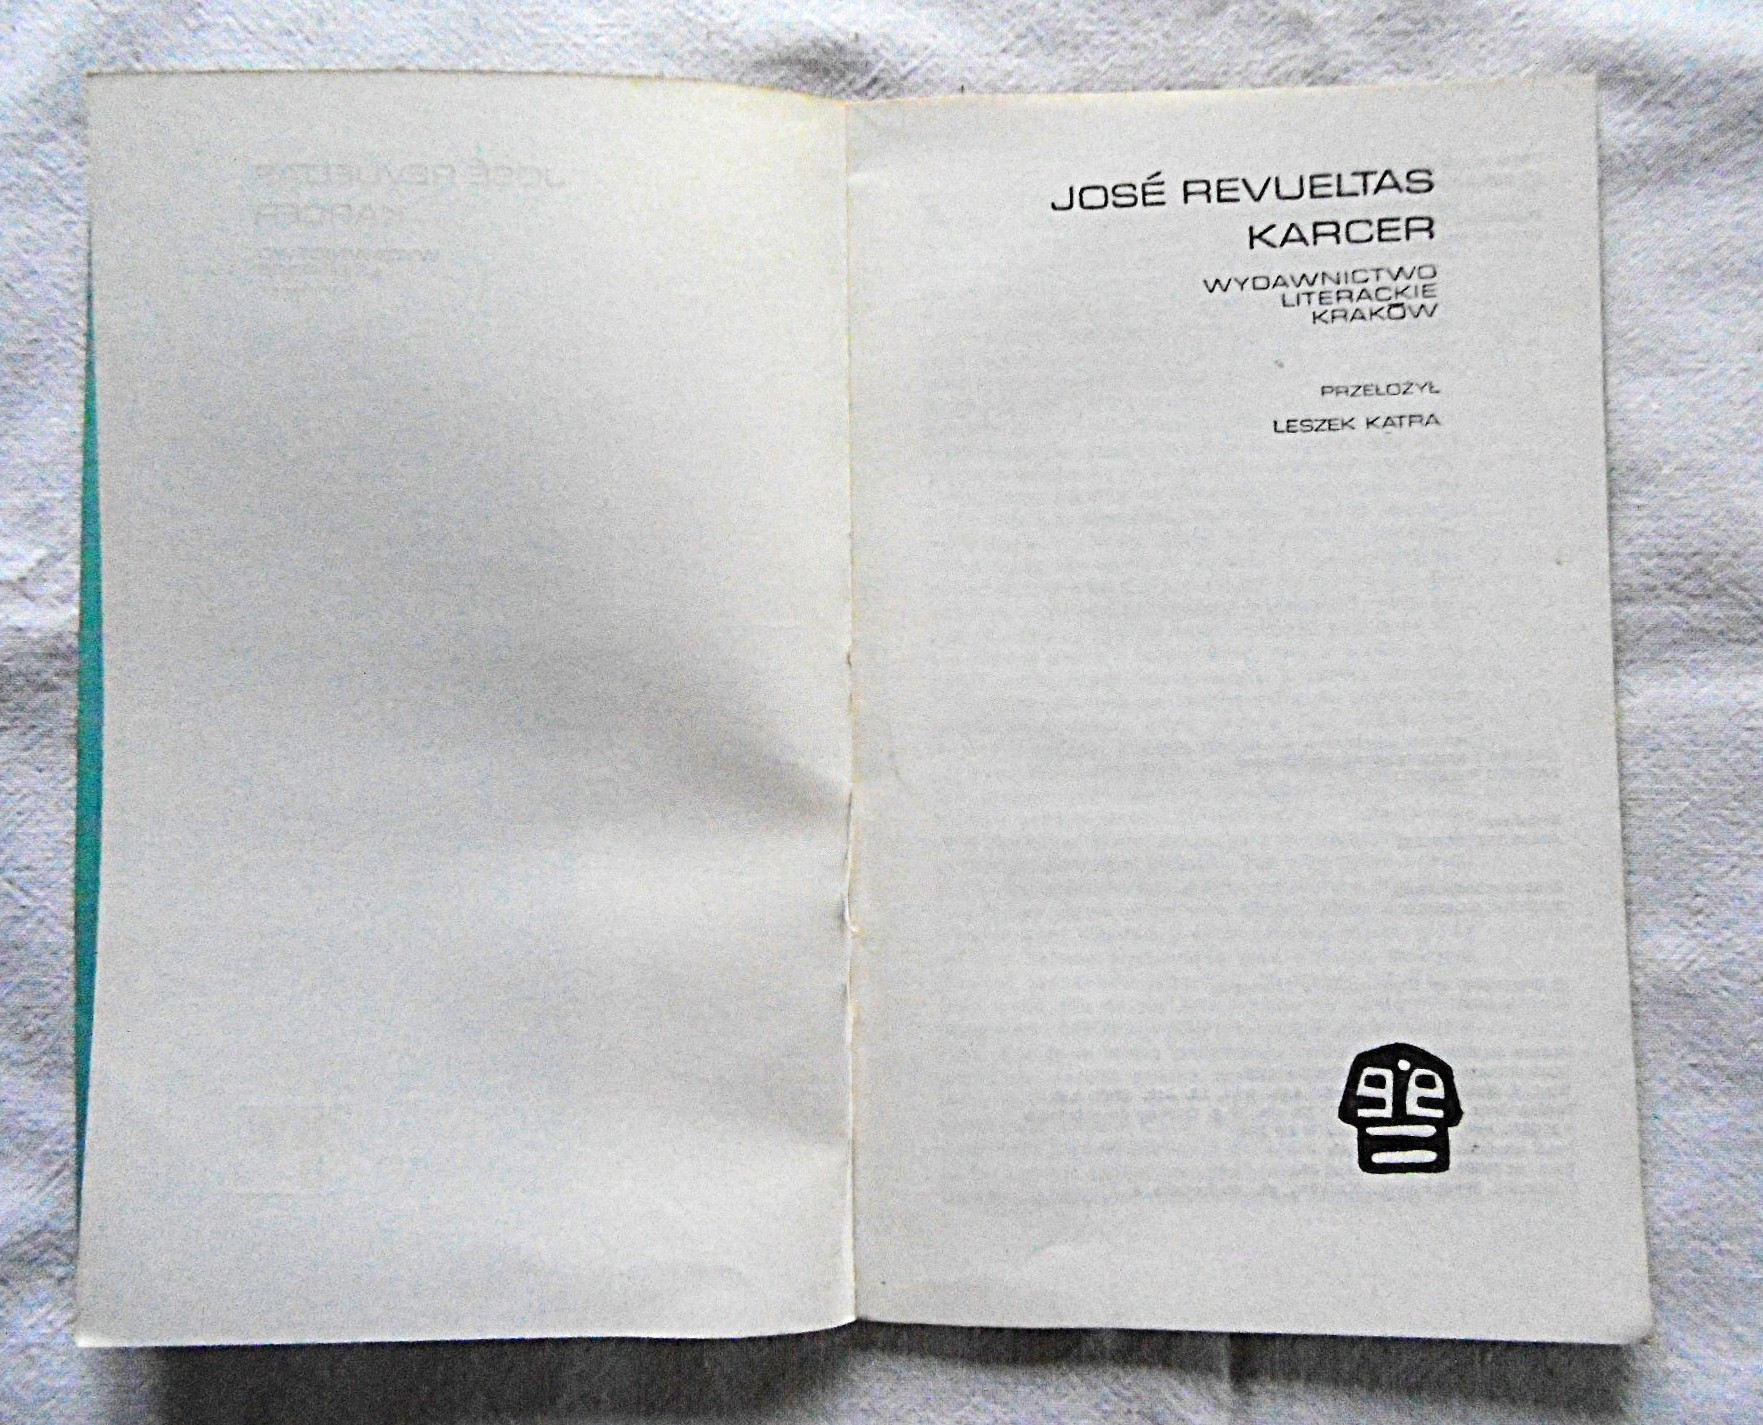 JOSÉ REVUELTAS
KARCER
WYDAWNICTWO
LITERACKIE
KRAKÓW
PRZEŁOŻYŁ
LESZEK KATRA